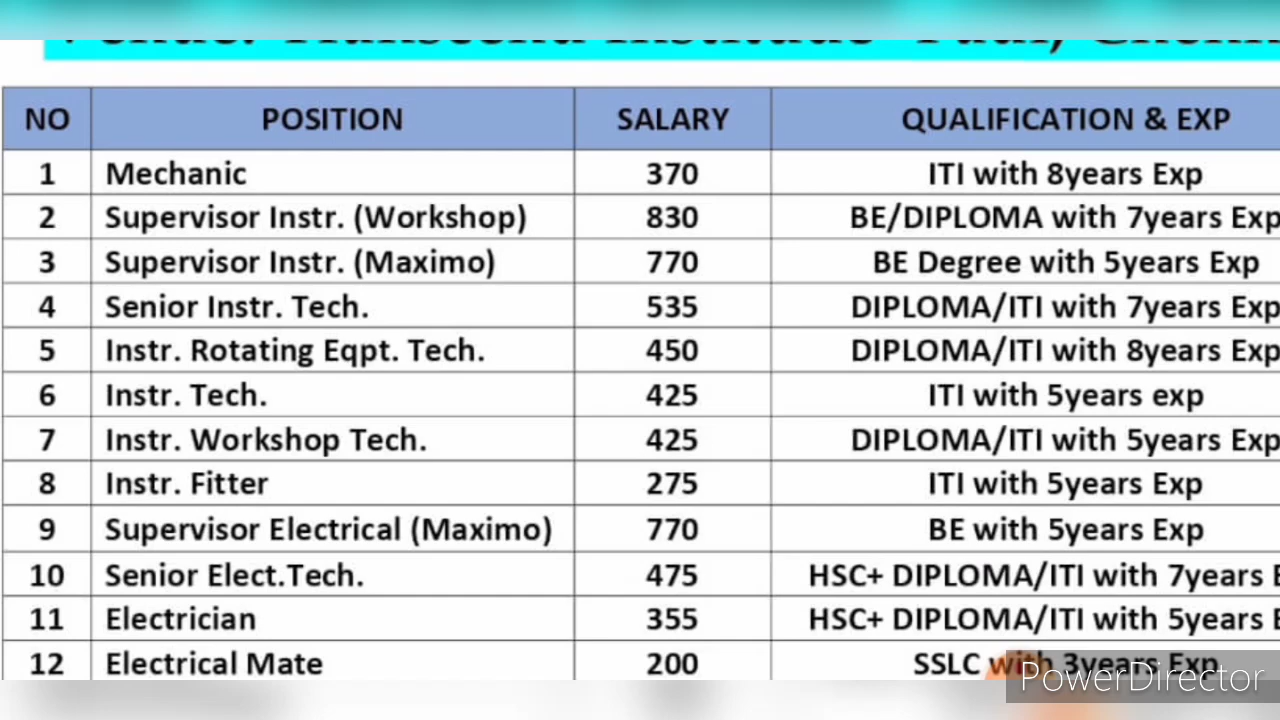 NO POSITION SALARY QUALIFICATION & EXP
1 Mechanic 370 ITI with 8years Exp
2 Supervisor Instr. (Workshop) 830 BE/DIPLOMA with 7years Exp
3 Supervisor Instr. (Maximo) 770 BE Degree with 5years Exp
4 Senior Instr. Tech. 535 DIPLOMA/ITI with 7years Exp
5 Instr. Rotating Eqpt. Tech. 450 DIPLOMA/ITI with 8years Exp
6 Instr. Tech. 425 ITI with 5years exp
7 Instr. Workshop Tech. 425 DIPLOMA/ITI with 5years Exp
8 Instr. Fitter 275 ITI with 5years Exp
9 Supervisor Electrical (Maximo) 770 BE with 5years Exp
10 Senior Elect.Tech. 475 HSC+ DIPLOMA/ITI with 7years E
11 Electrician 355 HSC+ DIPLOMA/ITI with 5years E
12 Electrical Mate 200 SSLC with 3years Exp
PowerDirector